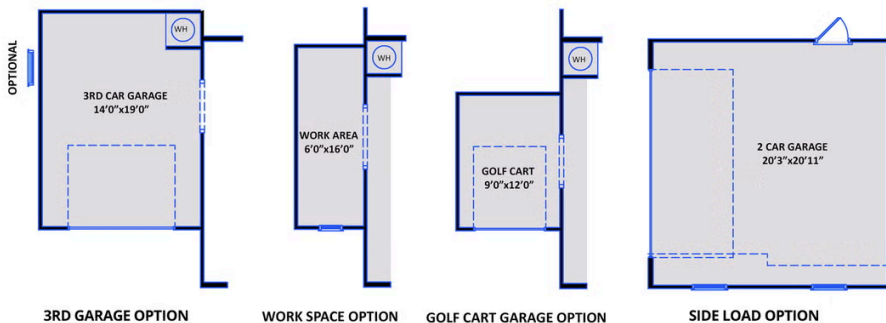 OPTIONAL
WH
3RD CAR GARAGE
14'0"x19'0"
3RD GARAGE OPTION
WH
WORK AREA
6'0"x16'0"
WORK SPACE OPTION
WH
GOLF CART
9'0"x12'0"
GOLF CART GARAGE OPTION
2 CAR GARAGE
20'3"x20'11"
SIDE LOAD OPTION